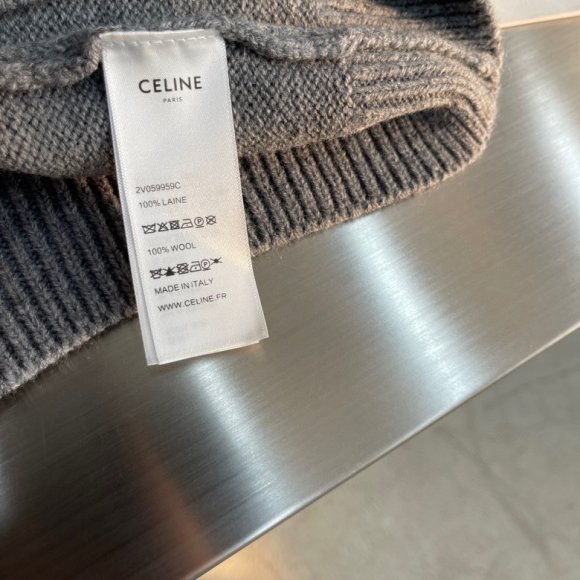 CELINE
PARIS
2V059959C
100% LAINE
100% WOOL
MADE IN ITALY
WWW.CELINE.FR